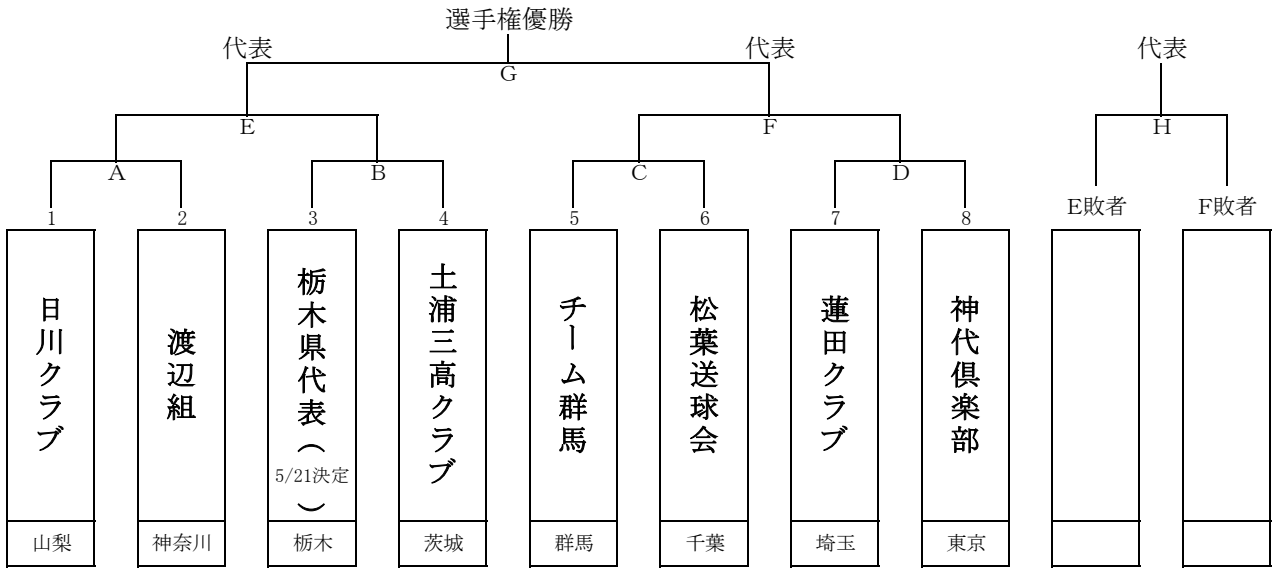 選手権優勝
代表
代表
代表
G
E
F
H
A
B
C
D
E敗者
F敗者
1
2
3
4
5
6
7
8
日川クラブ
渡辺組
栃木県代表(
5/21決定
)
土浦三高クラブ
チーム群馬
松葉送球会
蓮田クラブ
神代倶楽部
山梨
神奈川
栃木
茨城
群馬
千葉
埼玉
東京